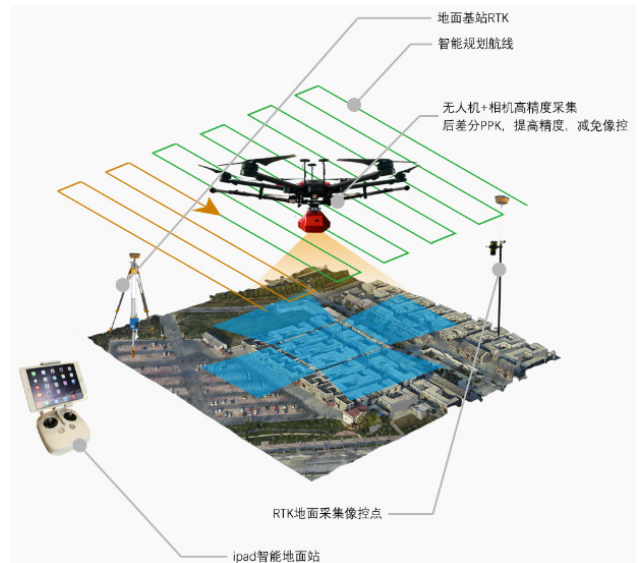 地面基站RTK
智能规划航线
无人机+相机高精度采集
后差分PPK，提高精度，减免像控
RTK地面采集像控点
ipad智能地面站